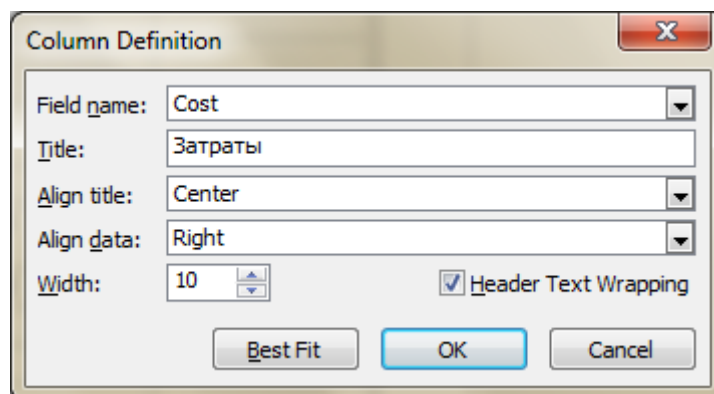 Column Definition
Field name: Cost
Title: Затраты
Align title: Center
Align data: Right
Width: 10 Header Text Wrapping
Best Fit OK Cancel